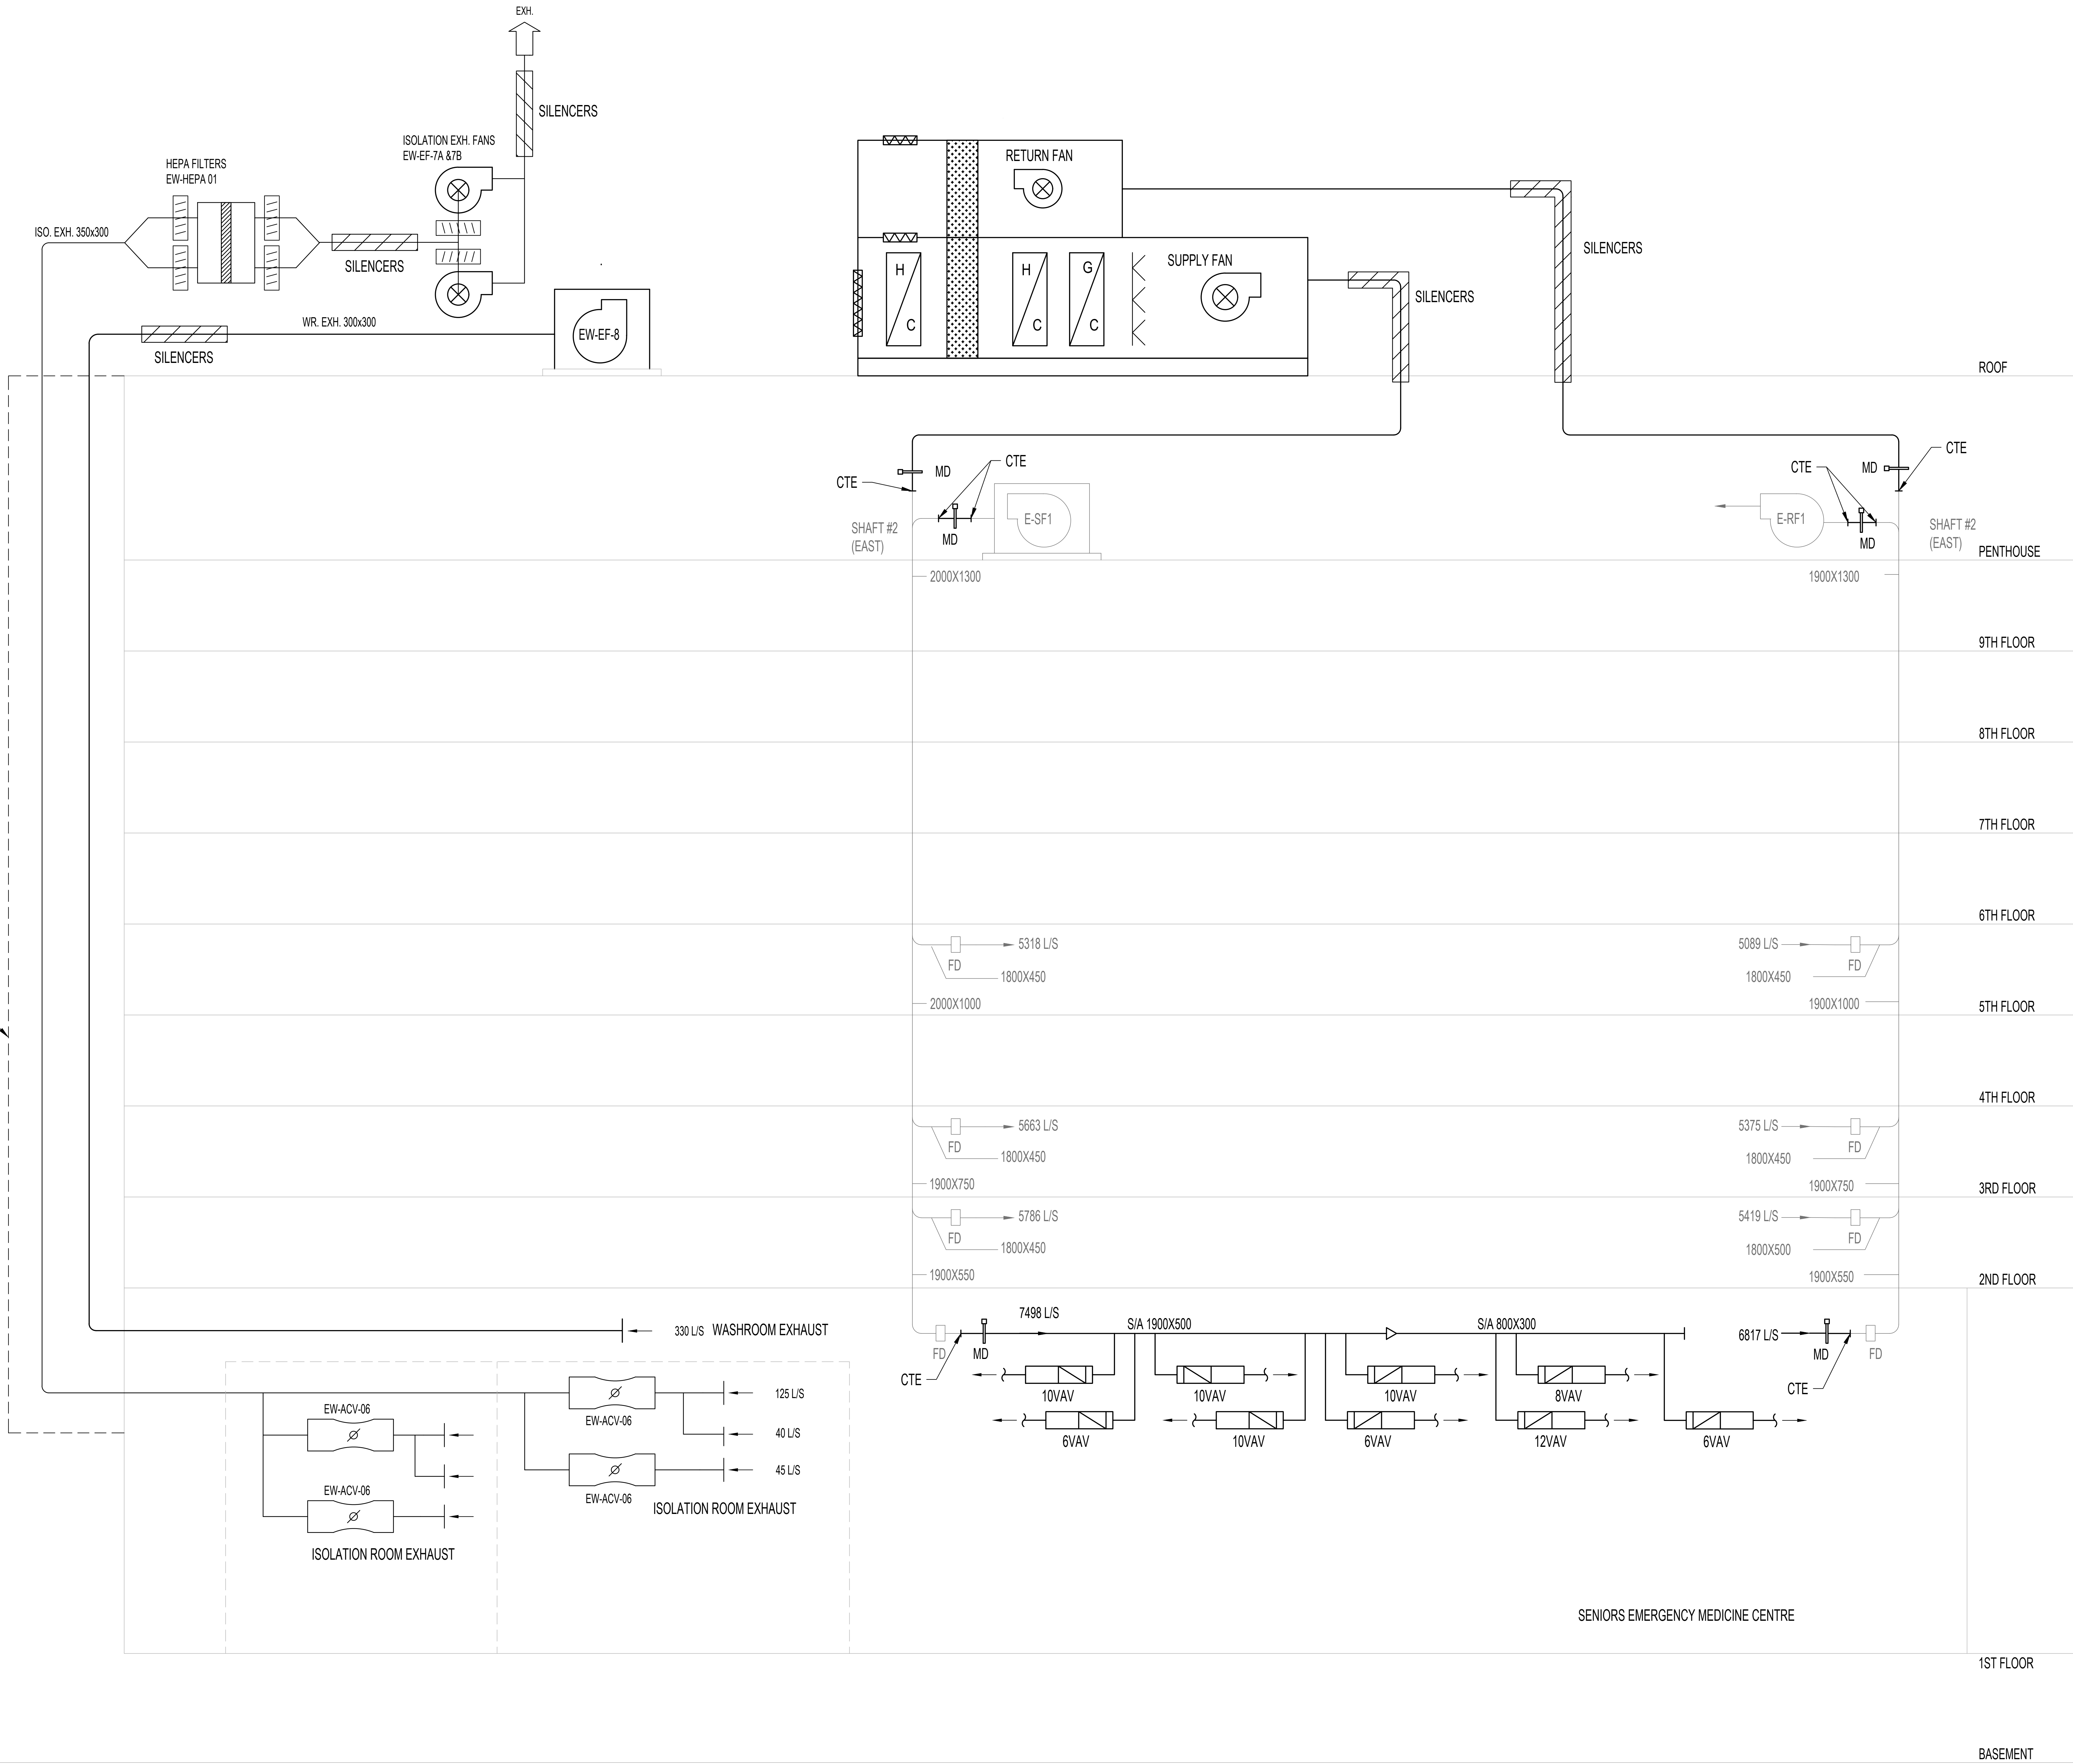 EXH.
SILENCERS
ISOLATION EXH. FANS
EW-EF-7A &7B
HEPA FILTERS
EW-HEPA 01
ISO. EXH. 350x300
SILENCERS
WR. EXH. 300x300
SILENCERS
EW-EF-8
RETURN FAN
SUPPLY FAN
H
C
H
C
G
C
SILENCERS
SILENCERS
ROOF
CTE
MD
CTE
MD
E-SF1
SHAFT #2
(EAST)
CTE
MD
CTE
MD
E-RF1
SHAFT #2
(EAST)
PENTHOUSE
2000X1300
1900X1300
9TH FLOOR
8TH FLOOR
7TH FLOOR
6TH FLOOR
5318 L/S
FD
1800X450
2000X1000
5089 L/S
FD
1800X450
1900X1000
5TH FLOOR
4TH FLOOR
5663 L/S
FD
1800X450
1900X750
5375 L/S
FD
1800X450
1900X750
3RD FLOOR
5786 L/S
FD
1800X450
1900X550
5419 L/S
FD
1800X500
1900X550
2ND FLOOR
330 L/S WASHROOM EXHAUST
7498 L/S
S/A 1900X500
S/A 800X300
6817 L/S
FD
MD
CTE
MD
FD
CTE
10VAV
10VAV
10VAV
8VAV
6VAV
10VAV
6VAV
12VAV
6VAV
125 L/S
EW-ACV-06
40 L/S
45 L/S
EW-ACV-06
ISOLATION ROOM EXHAUST
EW-ACV-06
EW-ACV-06
ISOLATION ROOM EXHAUST
SENIORS EMERGENCY MEDICINE CENTRE
1ST FLOOR
BASEMENT